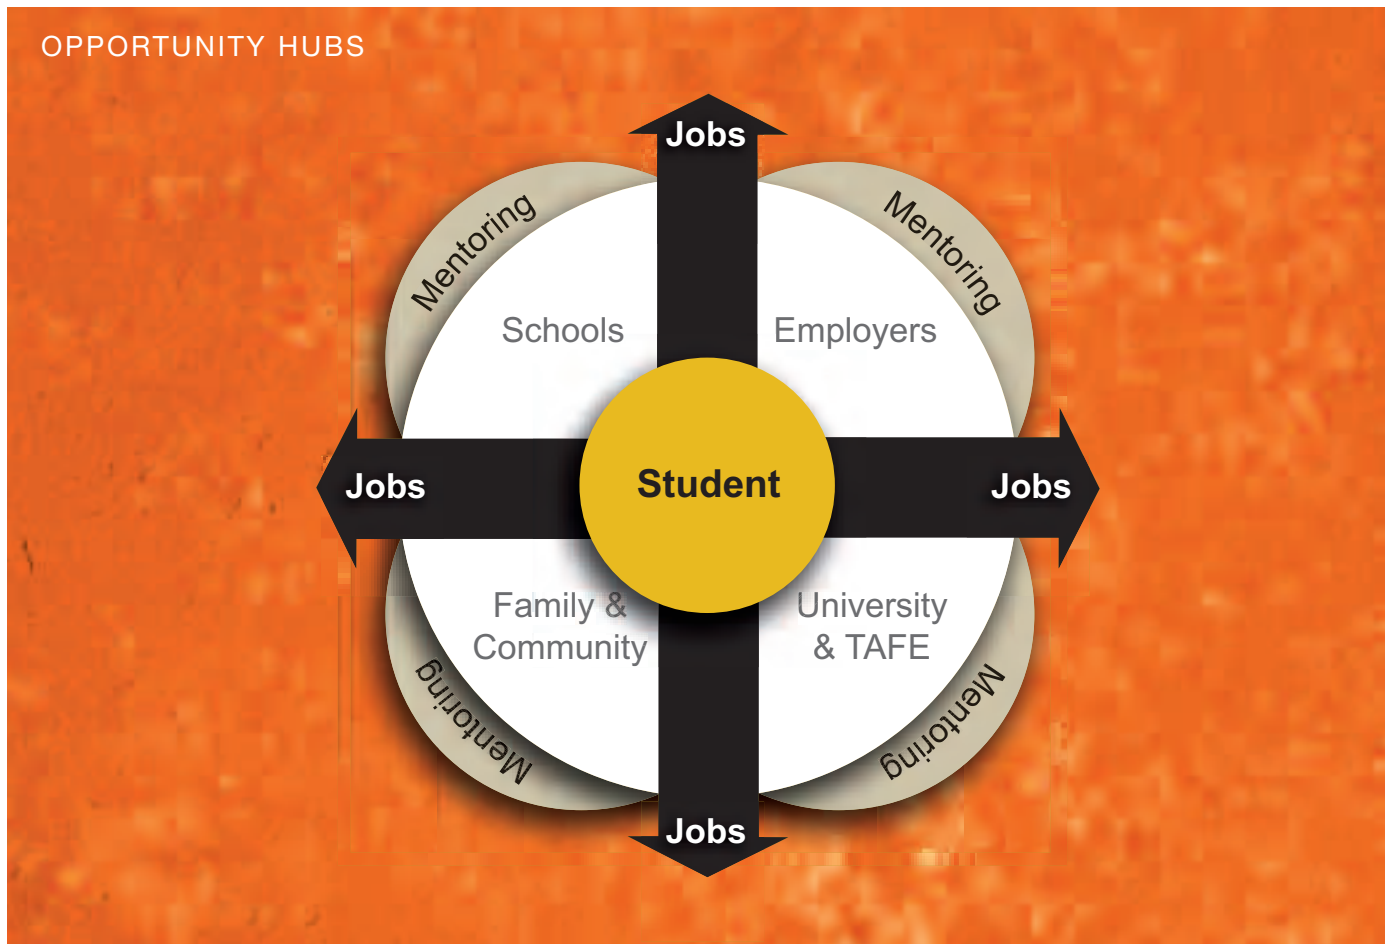 OPPORTUNITY HUBS
Jobs
Mentoring
Mentoring
Schools
Employers
Jobs
Student
Jobs
Family &
Community
University
& TAFE
Mentoring
Mentoring
Jobs